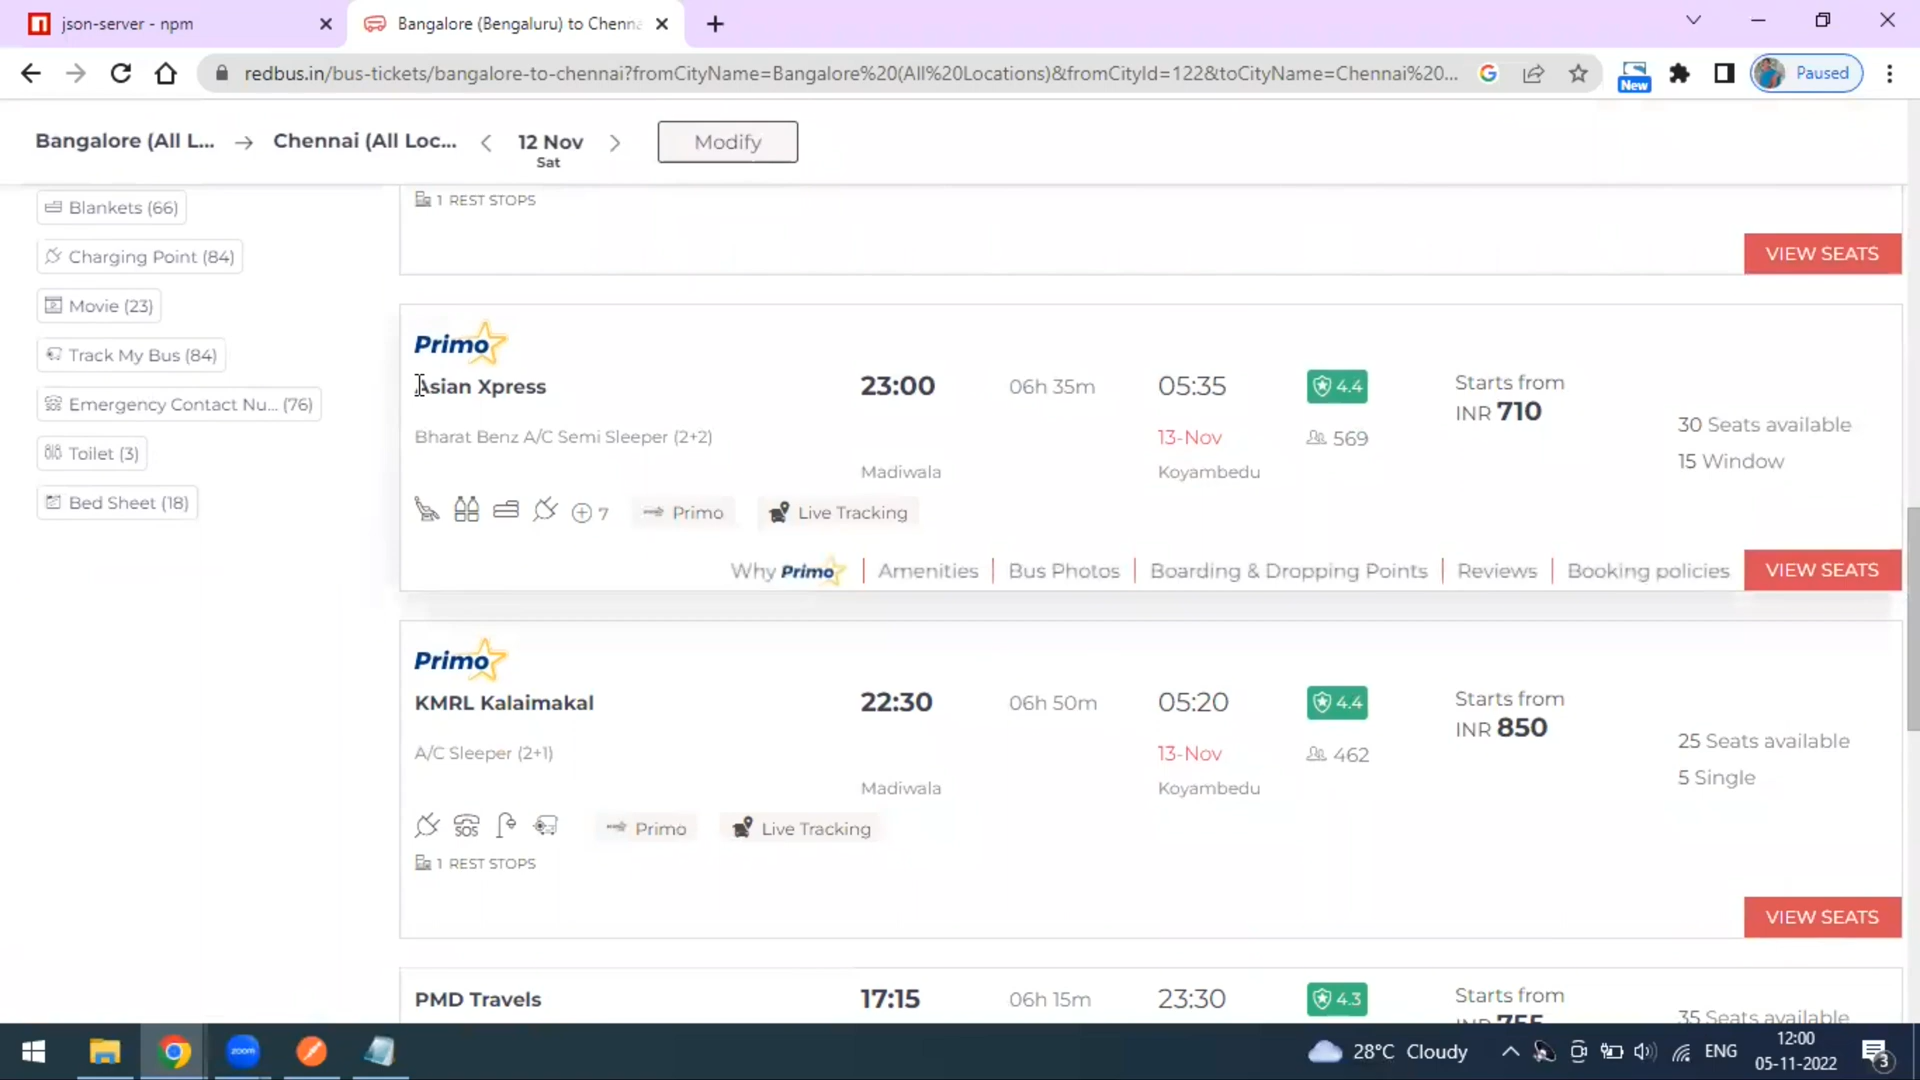 json-server - npm
Bangalore (Bengaluru) to Chenna
redbus.in/bus-tickets/bangalore-to-chennai?fromCityName=Bangalore%20(All%20Locations)&fromCityId=122&toCityName=Chennai%20...
New
Paused
Bangalore (All L... → Chennai (All Loc... < 12 Nov > Modify
Sat
Blankets (66)
Charging Point (84)
Movie (23)
Track My Bus (84)
Emergency Contact Nu... (76)
Toilet (3)
Bed Sheet (18)
1 REST STOPS
VIEW SEATS
Primo
Asian Xpress 23:00 06h 35m 05:35 4.4 Starts from
INR 710
Bharat Benz A/C Semi Sleeper (2+2) 13-Nov 569 30 Seats available
Madiwala Koyambedu 15 Window
7 Primo Live Tracking
Why Primo | Amenities | Bus Photos | Boarding & Dropping Points | Reviews | Booking policies VIEW SEATS
Primo
KMRL Kalaimakal 22:30 06h 50m 05:20 4.4 Starts from
INR 850
A/C Sleeper (2+1) 13-Nov 462 25 Seats available
Madiwala Koyambedu 5 Single
SOS Primo Live Tracking
1 REST STOPS
VIEW SEATS
PMD Travels 17:15 06h 15m 23:30 4.3 Starts from
INR 755
35 Seats available
zoom
28°C Cloudy
ENG
12:00
05-11-2022
3